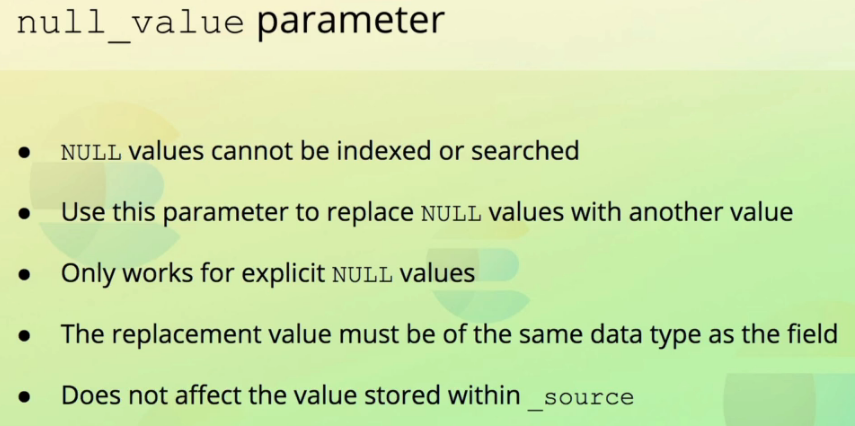 null_value parameter
• NULL values cannot be indexed or searched
• Use this parameter to replace NULL values with another value
• Only works for explicit NULL values
• The replacement value must be of the same data type as the field
• Does not affect the value stored within _source